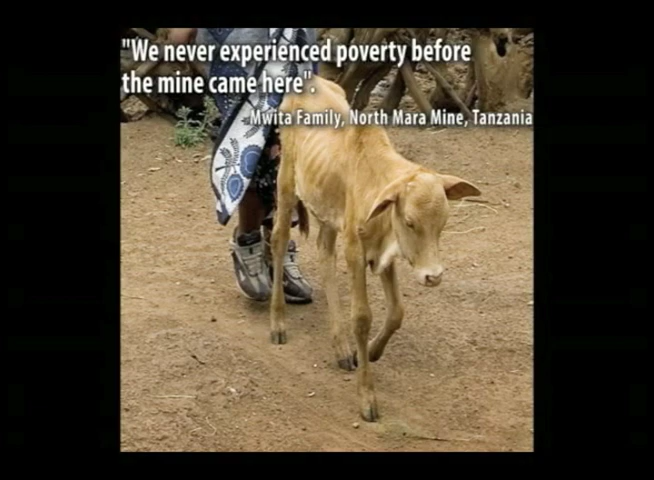 "We never experienced poverty before
the mine came here".
-Mwita Family, North Mara Mine, Tanzania